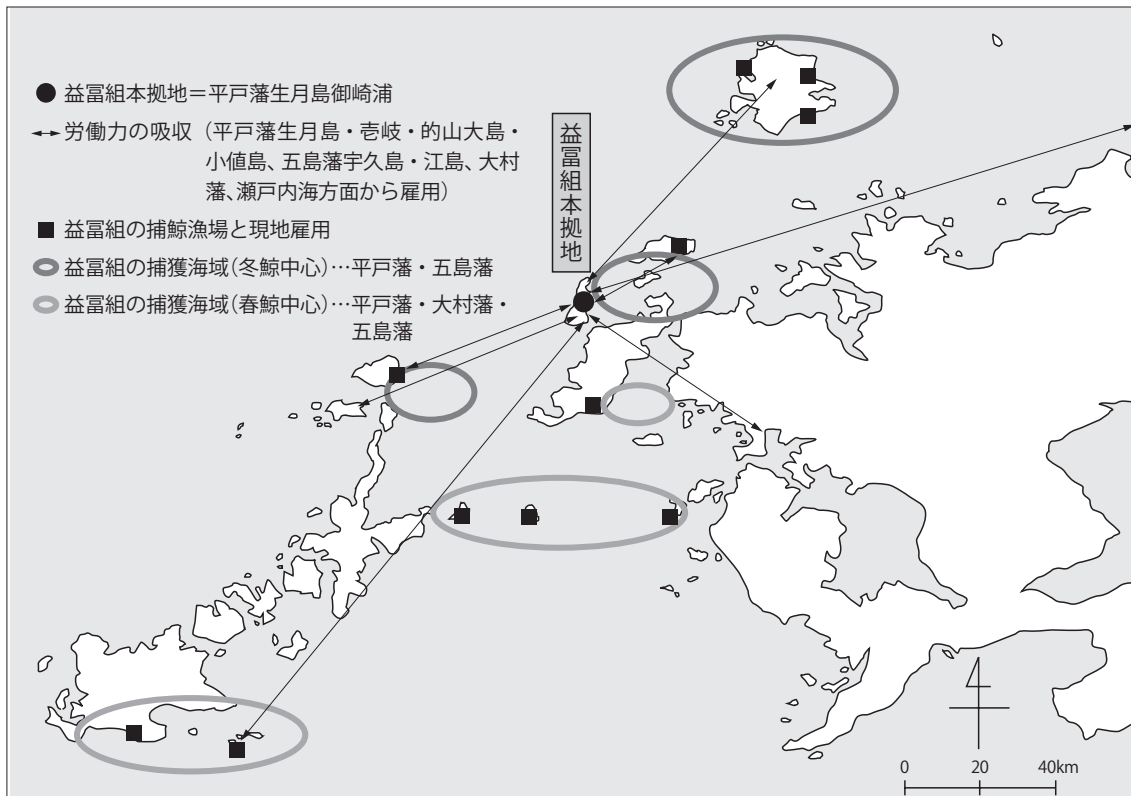 益冨組本拠地＝平戸藩生月島御崎浦
労働力の吸収（平戸藩生月島・壱岐・的山大島・
小値島、五島藩宇久島・江島、大村
藩、瀬戸内海方面から雇用）
益冨組の捕鯨漁場と現地雇用
益冨組の捕獲海域（冬鯨中心）…平戸藩・五島藩
益冨組の捕獲海域（春鯨中心）…平戸藩・大村藩・
五島藩
益冨組本拠地
0 20 40km